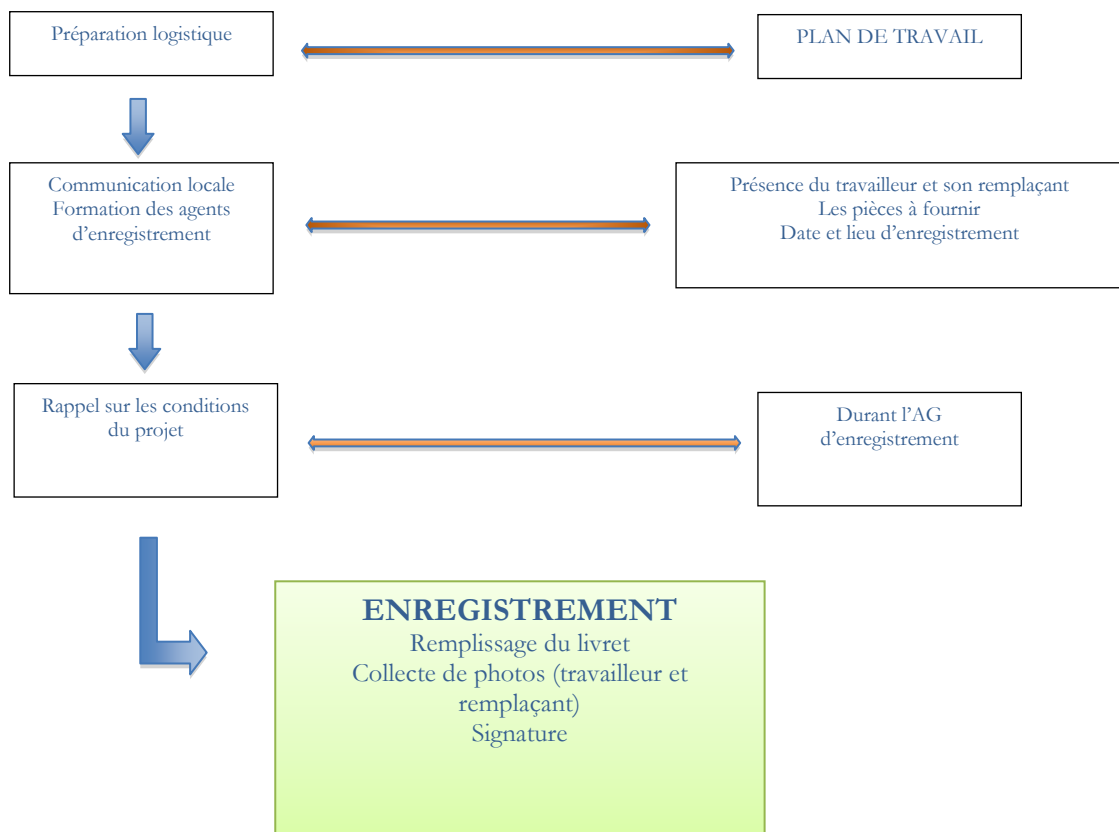 Préparation logistique
PLAN DE TRAVAIL
Communication locale
Formation des agents
d’enregistrement
Présence du travailleur et son remplaçant
Les pièces à fournir
Date et lieu d’enregistrement
Rappel sur les conditions
du projet
Durant l’AG
d’enregistrement
ENREGISTREMENT
Remplissage du livret
Collecte de photos (travailleur et
remplaçant)
Signature